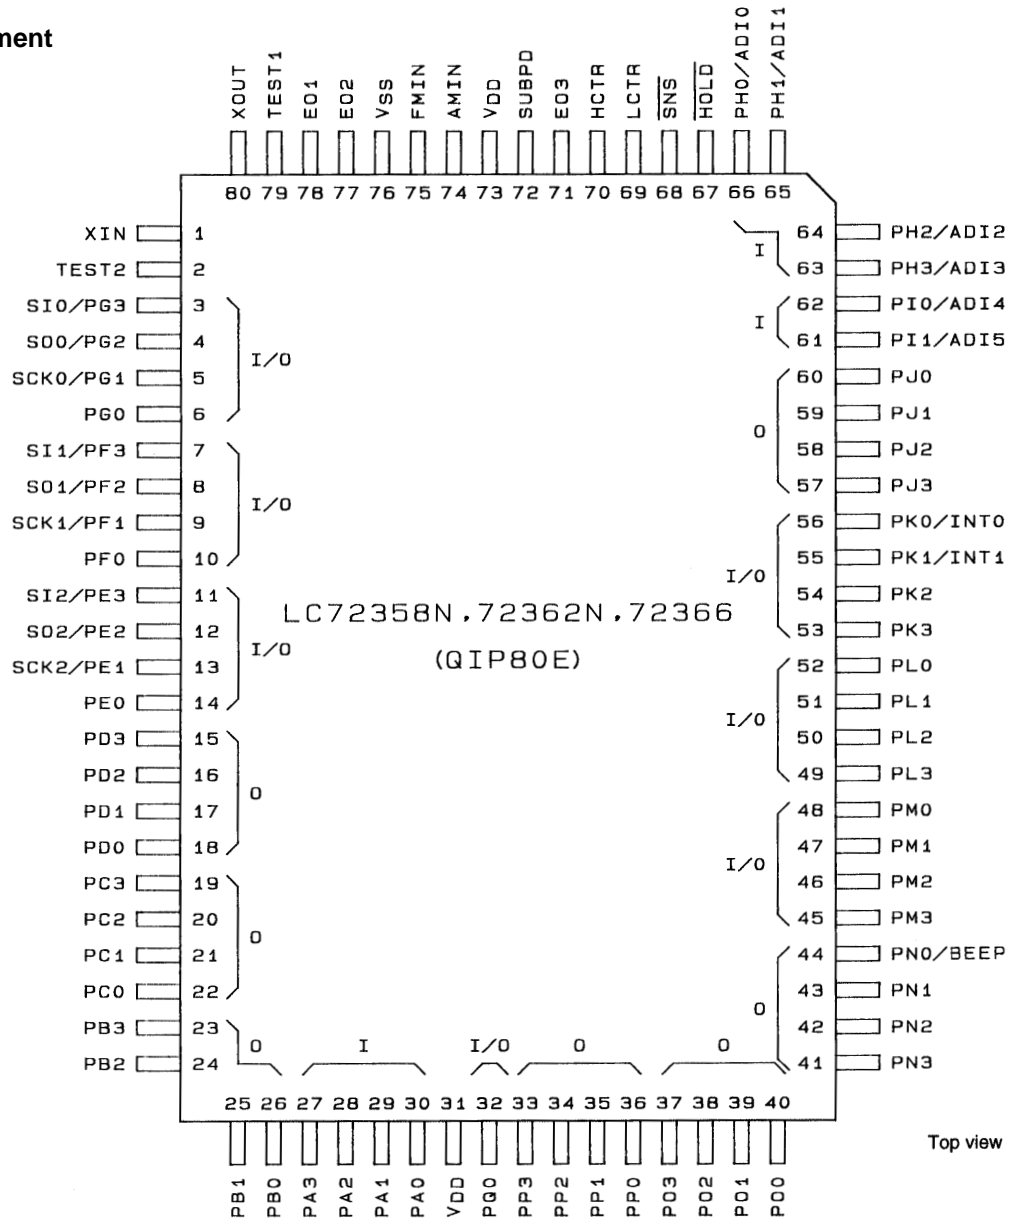 ment
XOUT
TEST1
EO1
EO2
VSS
FMIN
AMIN
VDD
SUBPD
EO3
HCTR
LCTR
SNS
HOLD
PH0/ADI0
PH1/ADI1
80 79 78 77 76 75 74 73 72 71 70 69 68 67 66 65
XIN 1
TEST2 2
SI0/PG3 3
SO0/PG2 4
SCK0/PG1 5
PG0 6
I/O
SI1/PF3 7
SO1/PF2 8
SCK1/PF1 9
PF0 10
I/O
SI2/PE3 11
SO2/PE2 12
SCK2/PE1 13
PE0 14
I/O
PD3 15
PD2 16
PD1 17
PD0 18
O
PC3 19
PC2 20
PC1 21
PC0 22
O
PB3 23
PB2 24
O
LC72358N, 72362N, 72366
(QIP80E)
64 PH2/ADI2
63 PH3/ADI3
I
62 PI0/ADI4
61 PI1/ADI5
I
60 PJ0
59 PJ1
58 PJ2
57 PJ3
O
56 PK0/INT0
55 PK1/INT1
54 PK2
53 PK3
I/O
52 PL0
51 PL1
50 PL2
49 PL3
I/O
48 PM0
47 PM1
46 PM2
45 PM3
I/O
44 PN0/BEEP
43 PN1
42 PN2
41 PN3
O
I I/O O O
25 26 27 28 29 30 31 32 33 34 35 36 37 38 39 40
PB1
PB0
PA3
PA2
PA1
PA0
VDD
PQ0
PP3
PP2
PP1
PP0
PO3
PO2
PO1
PO0
Top view